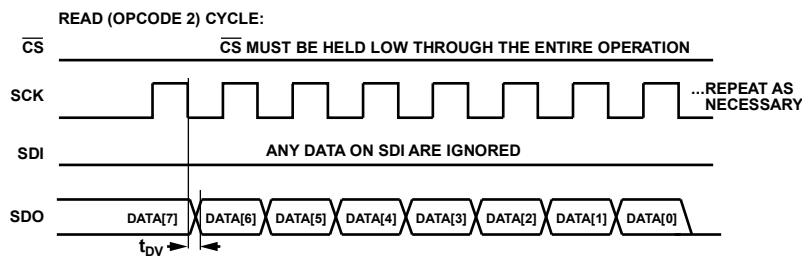 READ (OPCODE 2) CYCLE:
CS
CS MUST BE HELD LOW THROUGH THE ENTIRE OPERATION
SCK
...REPEAT AS
NECESSARY
SDI
ANY DATA ON SDI ARE IGNORED
SDO
DATA[7] DATA[6] DATA[5] DATA[4] DATA[3] DATA[2] DATA[1] DATA[0]
tDV